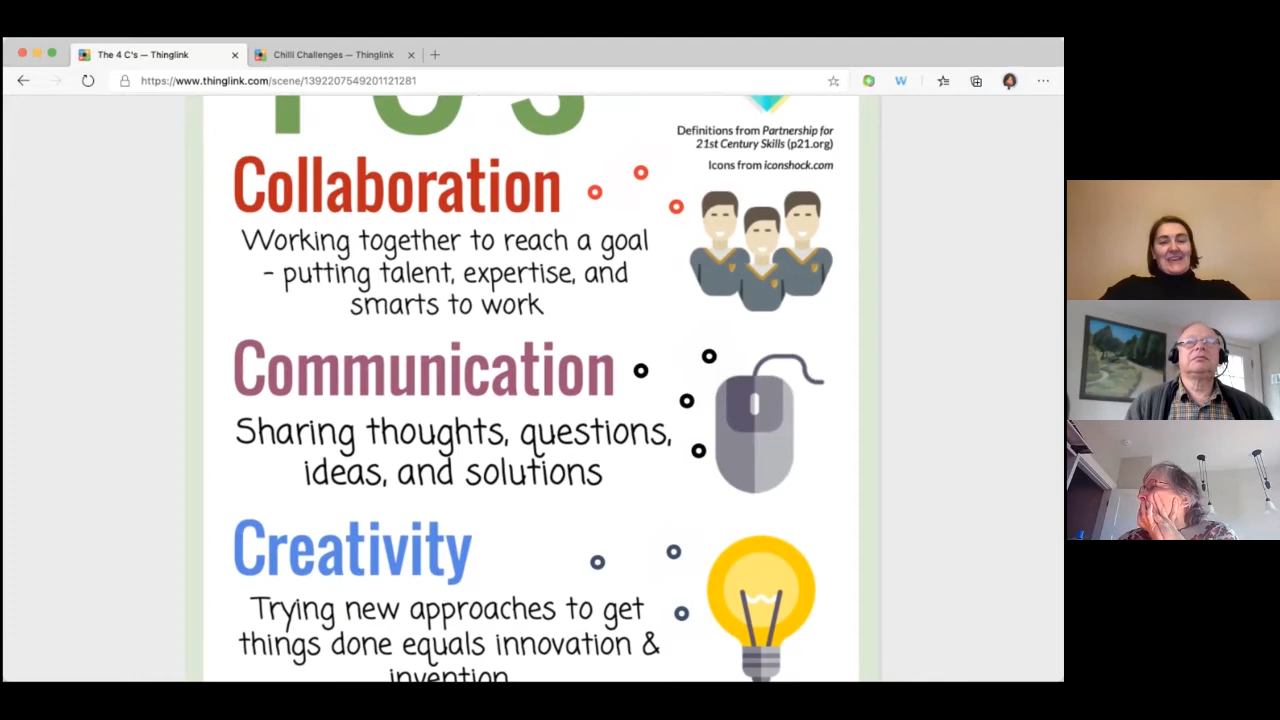 The 4 C's — Thinglink
Chilli Challenges — Thinglink
https://www.thinglink.com/scene/1392207549201121281
W
4 C's
Definitions from Partnership for
21st Century Skills (p21.org)
Icons from iconshock.com
Collaboration
Working together to reach a goal
- putting talent, expertise, and
smarts to work
Communication
Sharing thoughts, questions,
ideas, and solutions
Creativity
Trying new approaches to get
things done equals innovation &
invention